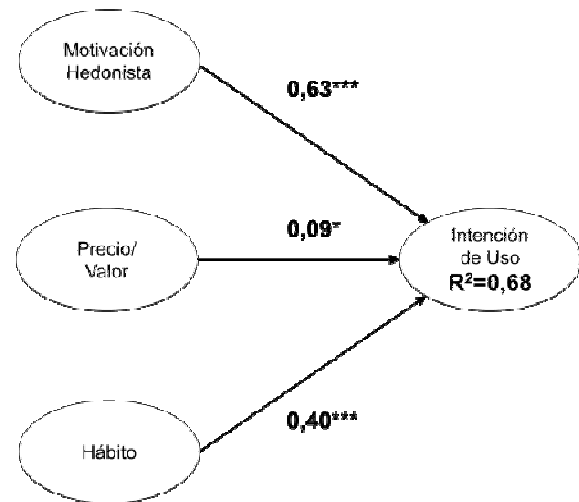 Motivación
Hedonista
0,63***
Precio/
Valor
0,09*
Intención
de Uso
R²=0,68
0,40***
Hábito